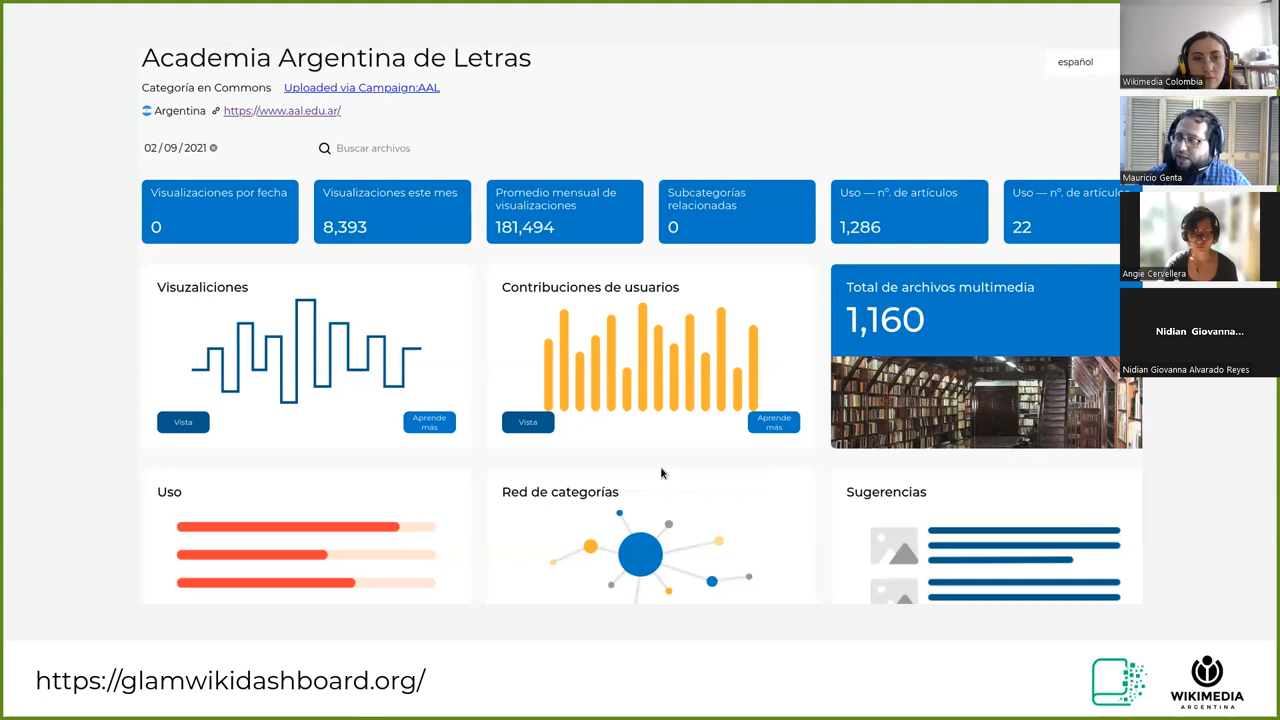 Academia Argentina de Letras
español
Categoría en Commons Uploaded via Campaign:AAL
Argentina https://www.aal.edu.ar/
02/09/2021 Buscar archivos
Visualizaciones por fecha
0
Visualizaciones este mes
8,393
Promedio mensual de
visualizaciones
181,494
Subcategorías
relacionadas
0
Uso — nº. de artículos
1,286
Uso — nº. de artículos
22
Visuzaliciones
Vista
Aprende
más
Contribuciones de usuarios
Vista
Aprende
más
Total de archivos multimedia
1,160
Uso
Red de categorías
Sugerencias
https://glamwikidashboard.org/
WIKIMEDIA
ARGENTINA
Wikimedia Colombia
Mauricio Genta
Angie Cervellera
Nidian Giovanna...
Nidian Giovanna Alvarado Reyes